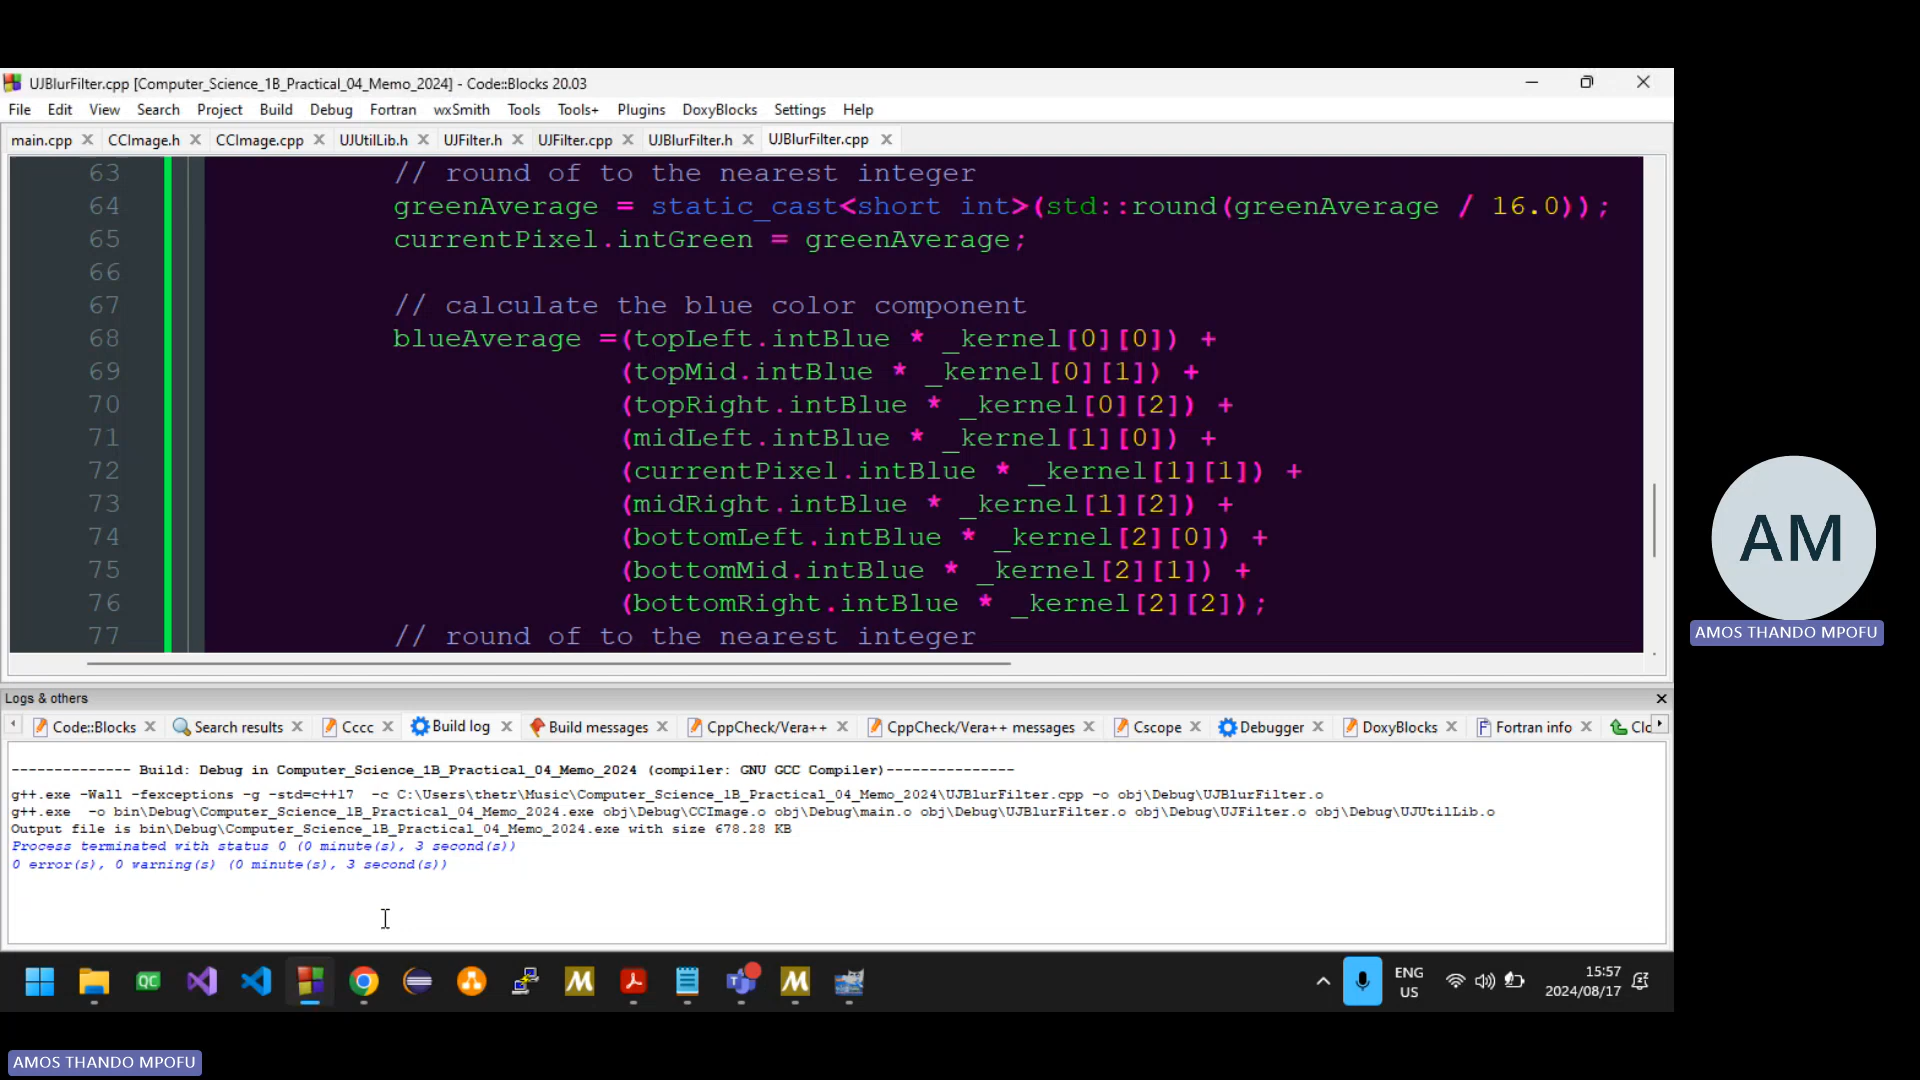 UJBlurFilter.cpp [Computer_Science_1B_Practical_04_Memo_2024] - Code::Blocks 20.03
File Edit View Search Project Build Debug Fortran wxSmith Tools Tools+ Plugins DoxyBlocks Settings Help
main.cpp CCImage.h CCImage.cpp UJUtilLib.h UJFilter.h UJFilter.cpp UJBlurFilter.h UJBlurFilter.cpp
63 // round of to the nearest integer
64 greenAverage = static_cast<short int>(std::round(greenAverage / 16.0));
65 currentPixel.intGreen = greenAverage;
66
67 // calculate the blue color component
68 blueAverage =(topLeft.intBlue * _kernel[0][0]) +
69 (topMid.intBlue * _kernel[0][1]) +
70 (topRight.intBlue * _kernel[0][2]) +
71 (midLeft.intBlue * _kernel[1][0]) +
72 (currentPixel.intBlue * _kernel[1][1]) +
73 (midRight.intBlue * _kernel[1][2]) +
74 (bottomLeft.intBlue * _kernel[2][0]) +
75 (bottomMid.intBlue * _kernel[2][1]) +
76 (bottomRight.intBlue * _kernel[2][2]);
77 // round of to the nearest integer
Logs & others
Code::Blocks Search results Cccc Build log Build messages CppCheck/Vera++ CppCheck/Vera++ messages Cscope Debugger DoxyBlocks Fortran info Clo
-------------- Build: Debug in Computer_Science_1B_Practical_04_Memo_2024 (compiler: GNU GCC Compiler)---------------
g++.exe -Wall -fexceptions -g -std=c++17 -c C:\Users\thetr\Music\Computer_Science_1B_Practical_04_Memo_2024\UJBlurFilter.cpp -o obj\Debug\UJBlurFilter.o
g++.exe -o bin\Debug\Computer_Science_1B_Practical_04_Memo_2024.exe obj\Debug\CCImage.o obj\Debug\main.o obj\Debug\UJBlurFilter.o obj\Debug\UJFilter.o obj\Debug\UJUtilLib.o
Output file is bin\Debug\Computer_Science_1B_Practical_04_Memo_2024.exe with size 678.28 KB
Process terminated with status 0 (0 minute(s), 3 second(s))
0 error(s), 0 warning(s) (0 minute(s), 3 second(s))
QC
ENG
US
15:57
2024/08/17
AM
AMOS THANDO MPOFU
AMOS THANDO MPOFU